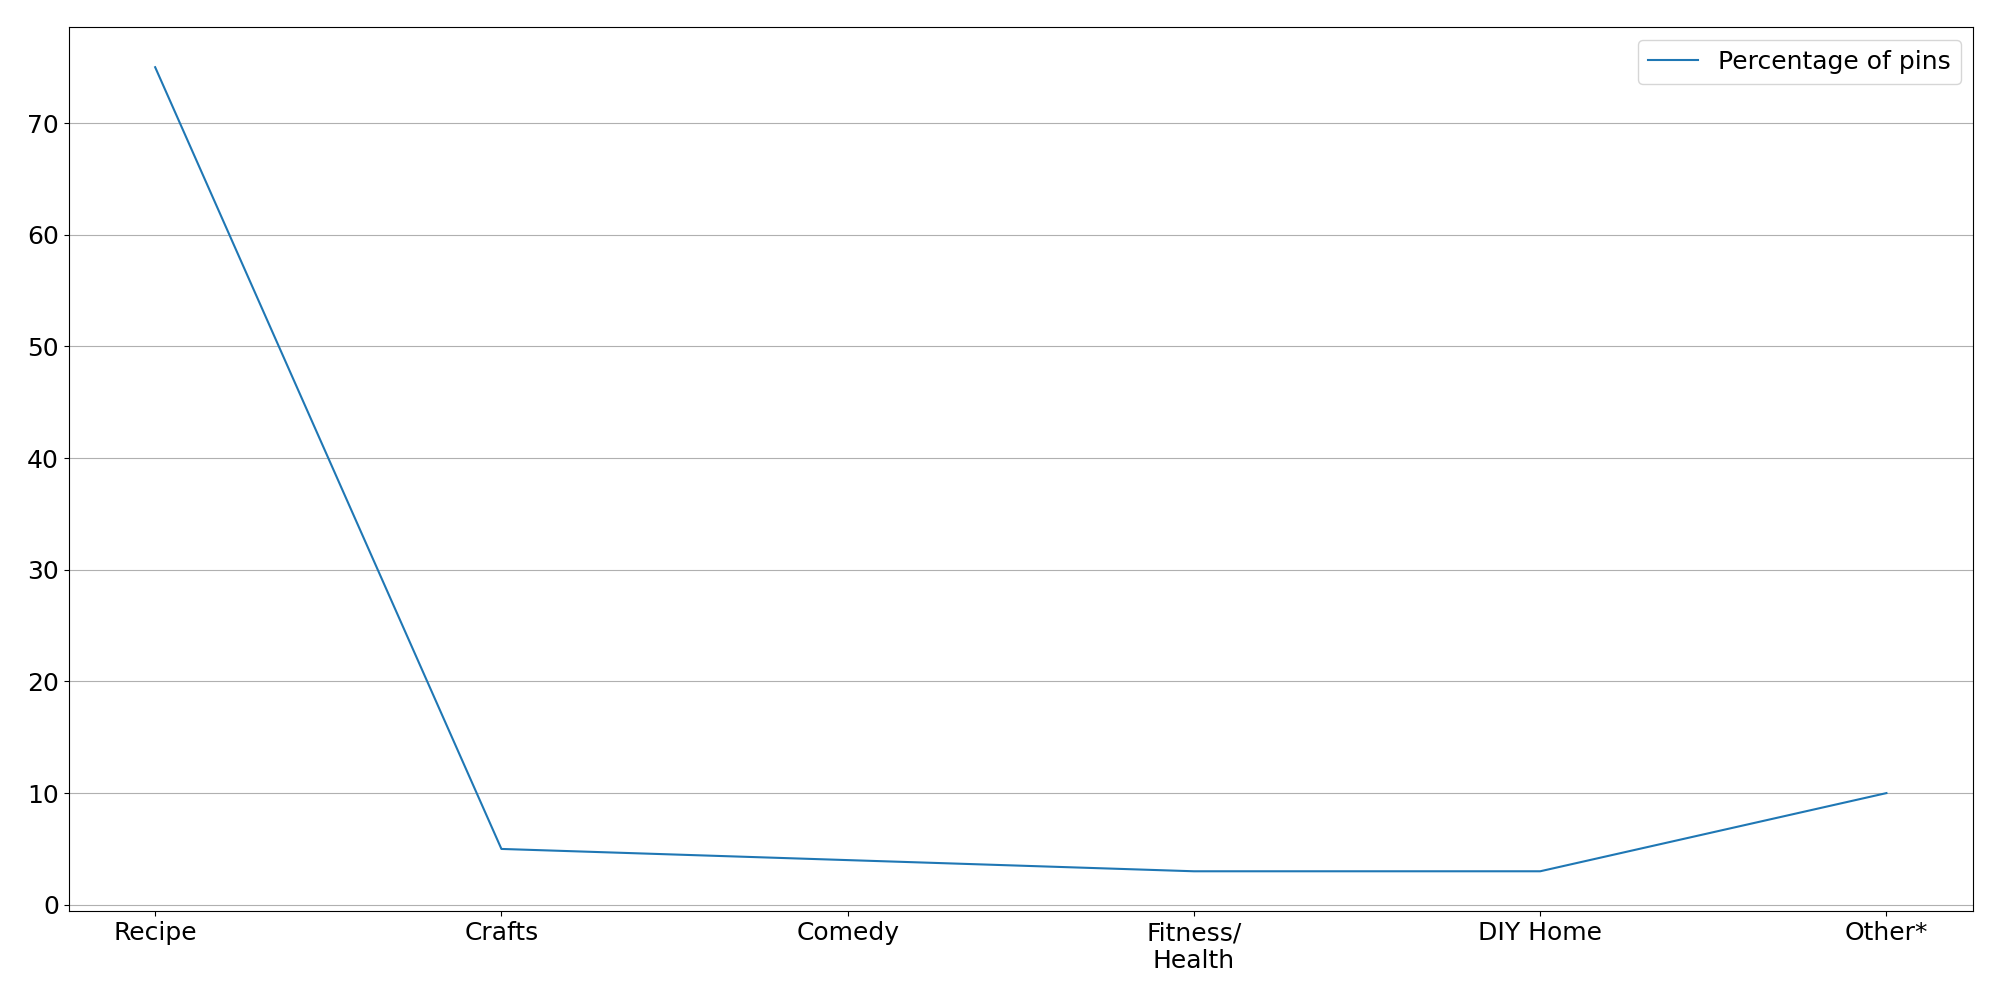 Percentage of pins
70
60
50
40
30
20
10
0
Recipe
Crafts
Comedy
Fitness/
Health
DIY Home
Other*